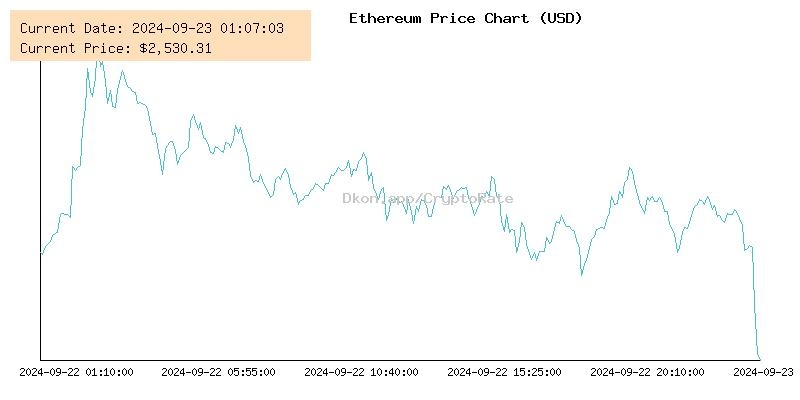 Ethereum Price Chart (USD)
Current Date: 2024-09-23 01:07:03
Current Price: $2,530.31
Dkon.app/CryptoRate
2024-09-22 01:10:00 2024-09-22 05:55:00 2024-09-22 10:40:00 2024-09-22 15:25:00 2024-09-22 20:10:00 2024-09-23